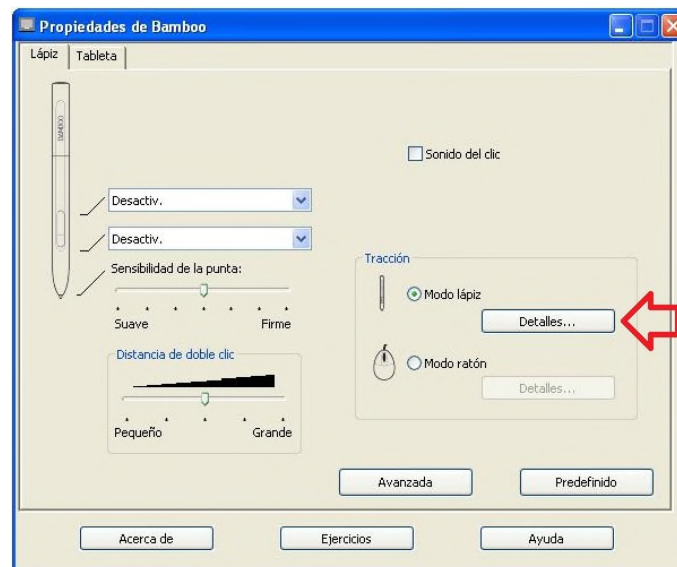 Propiedades de Bamboo
Lápiz
Tableta
BAMBOO
Sonido del clic
Desactiv.
Desactiv.
Sensibilidad de la punta:
Suave
Firme
Distancia de doble clic
Pequeño
Grande
Tracción
Modo lápiz
Detalles...
Modo ratón
Detalles...
Avanzada
Predefinido
Acerca de
Ejercicios
Ayuda